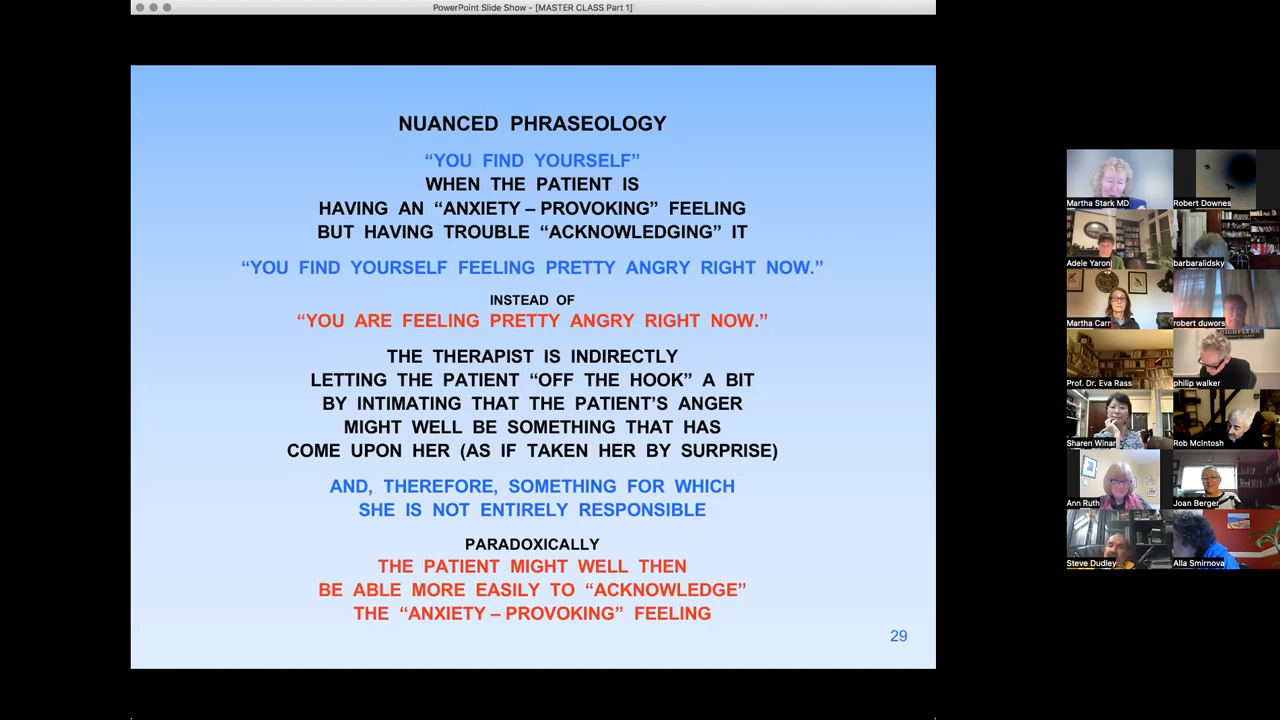 PowerPoint Slide Show - [MASTER CLASS Part 1]
NUANCED PHRASEOLOGY
“YOU FIND YOURSELF”
WHEN THE PATIENT IS
HAVING AN “ANXIETY – PROVOKING” FEELING
BUT HAVING TROUBLE “ACKNOWLEDGING” IT
“YOU FIND YOURSELF FEELING PRETTY ANGRY RIGHT NOW.”
INSTEAD OF
“YOU ARE FEELING PRETTY ANGRY RIGHT NOW.”
THE THERAPIST IS INDIRECTLY
LETTING THE PATIENT “OFF THE HOOK” A BIT
BY INTIMATING THAT THE PATIENT’S ANGER
MIGHT WELL BE SOMETHING THAT HAS
COME UPON HER (AS IF TAKEN HER BY SURPRISE)
AND, THEREFORE, SOMETHING FOR WHICH
SHE IS NOT ENTIRELY RESPONSIBLE
PARADOXICALLY
THE PATIENT MIGHT WELL THEN
BE ABLE MORE EASILY TO “ACKNOWLEDGE”
THE “ANXIETY – PROVOKING” FEELING
29
Martha Stark MD
Robert Downes
Adele Yaron
barbaralidsky
Martha Carr
robert duwors
Prof. Dr. Eva Rass
philip walker
Sharen Winar
Rob McIntosh
Ann Ruth
Joan Berger
Steve Dudley
Alla Smirnova